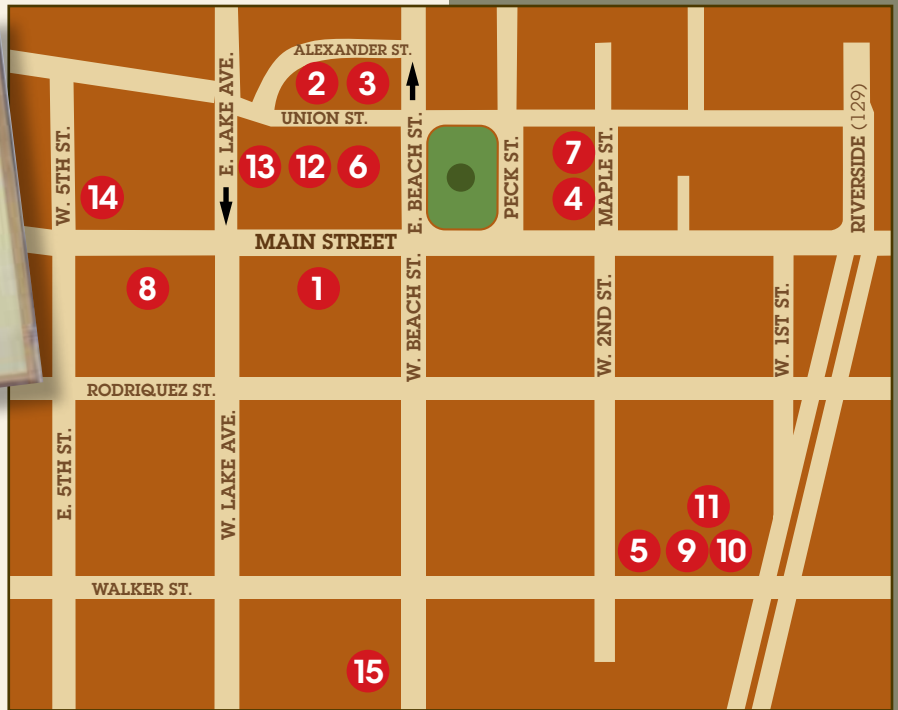 ALEXANDER ST.
2
3
E. LAKE AVE.
UNION ST.
E. BEACH ST.
RIVERSIDE (129)
W. 5TH ST.
13
12
6
PECK ST.
7
4
MAPLE ST.
14
MAIN STREET
8
1
W. BEACH ST.
W. 2ND ST.
W. 1ST ST.
RODRIQUEZ ST.
E. 5TH ST.
W. LAKE AVE.
11
5
9
10
WALKER ST.
15